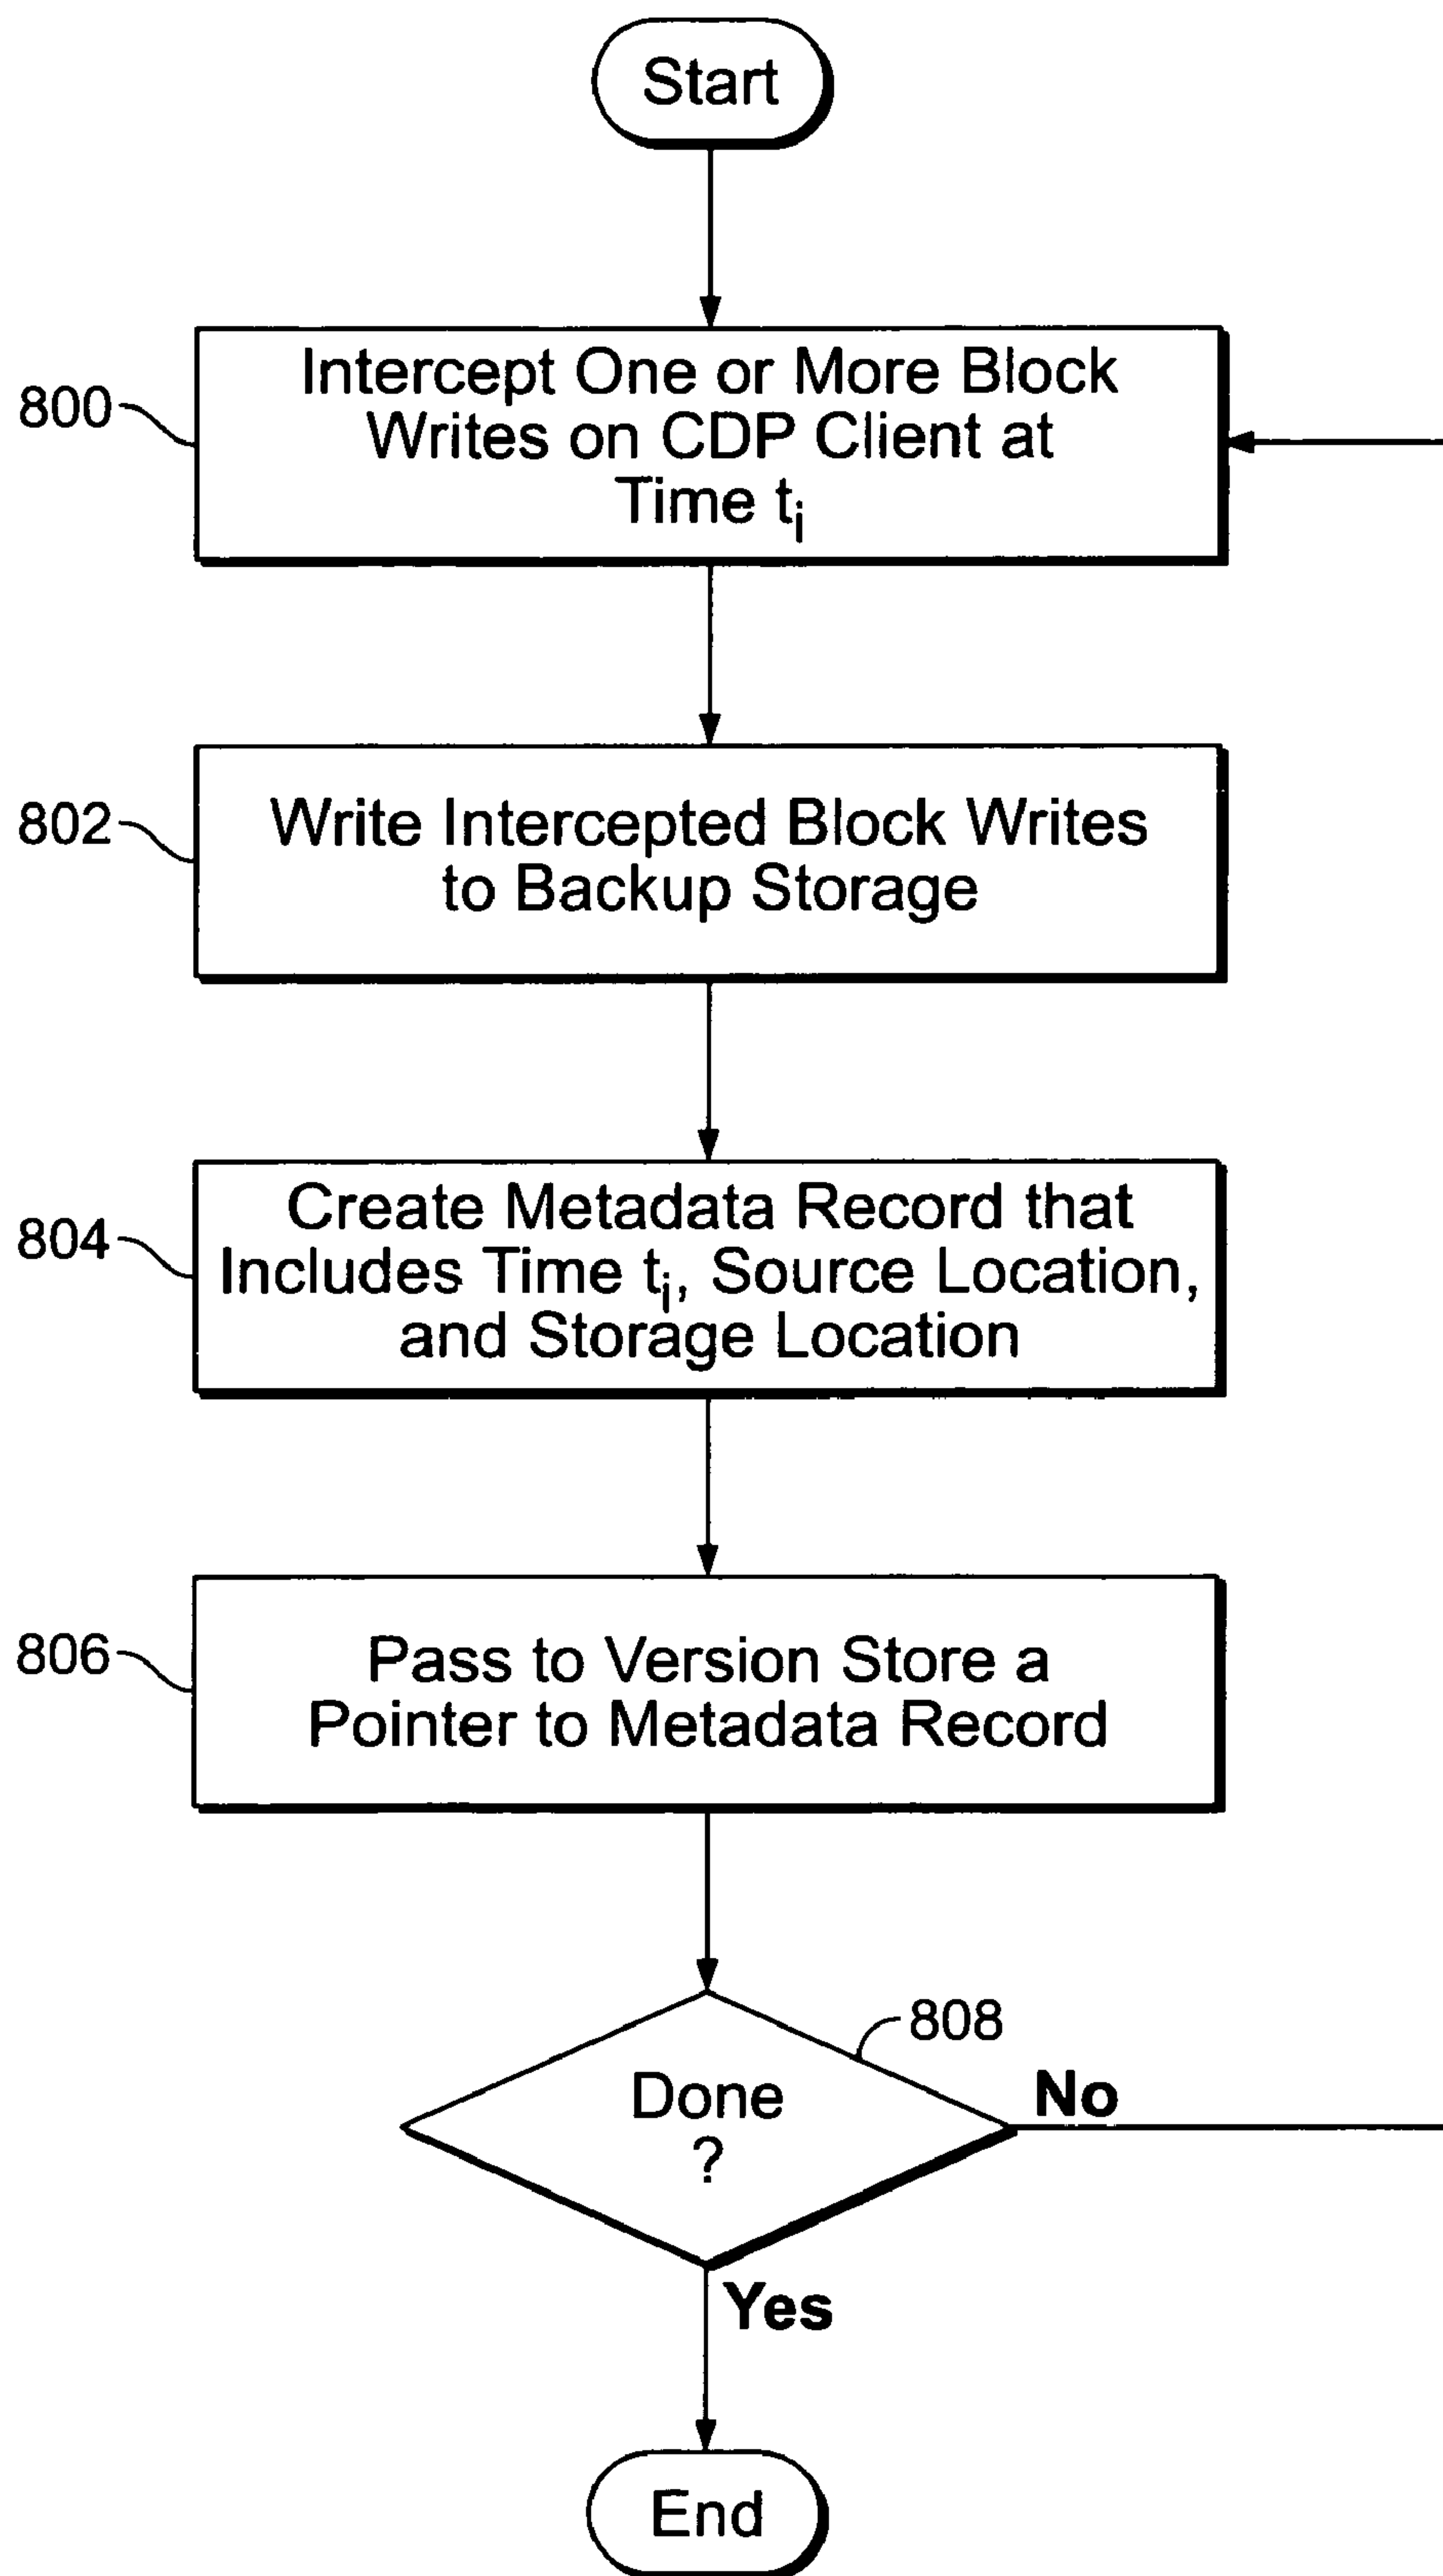 Start
800
Intercept One or More Block
Writes on CDP Client at
Time tᵢ
802
Write Intercepted Block Writes
to Backup Storage
804
Create Metadata Record that
Includes Time tᵢ, Source Location,
and Storage Location
806
Pass to Version Store a
Pointer to Metadata Record
808
Done
?
No
Yes
End